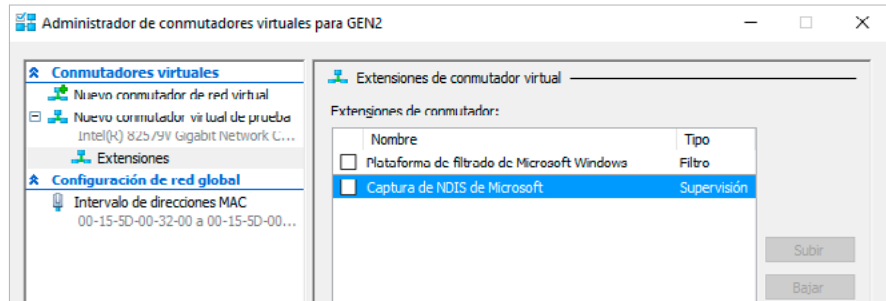 Administrador de conmutadores virtuales para GEN2
Conmutadores virtuales
Nuevo conmutador de red virtual
Nuevo conmutador virtual de prueba
Intel(R) 82579V Gigabit Network C...
Extensiones
Configuración de red global
Intervalo de direcciones MAC
00-15-5D-00-32-00 a 00-15-5D-00...
Extensiones de conmutador virtual
Extensiones de conmutador:
Nombre Tipo
Plataforma de filtrado de Microsoft Windows Filtro
Captura de NDIS de Microsoft Supervisión
Subir
Bajar